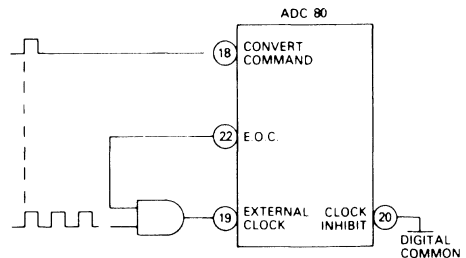 ADC 80
18 CONVERT
COMMAND
22 E.O.C.
19 EXTERNAL
CLOCK
CLOCK
INHIBIT 20
DIGITAL
COMMON